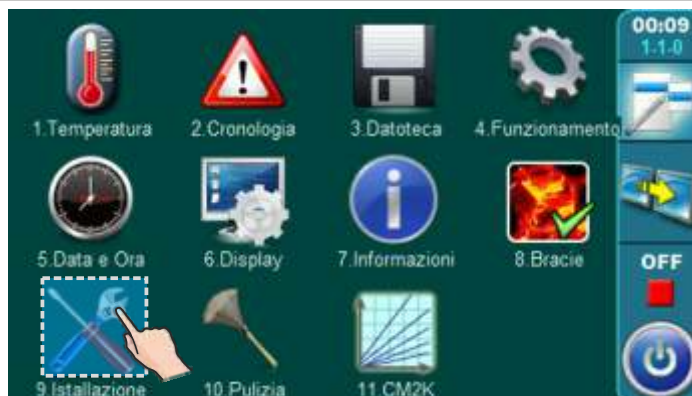 00:09
1-1-0
1.Temperatura
2.Cronologia
3.Datoteca
4.Funzionamento
5.Data e Ora
6.Display
7.Informazioni
8.Bracie
OFF
9.Istallazione
10.Pulizia
11.CM2K